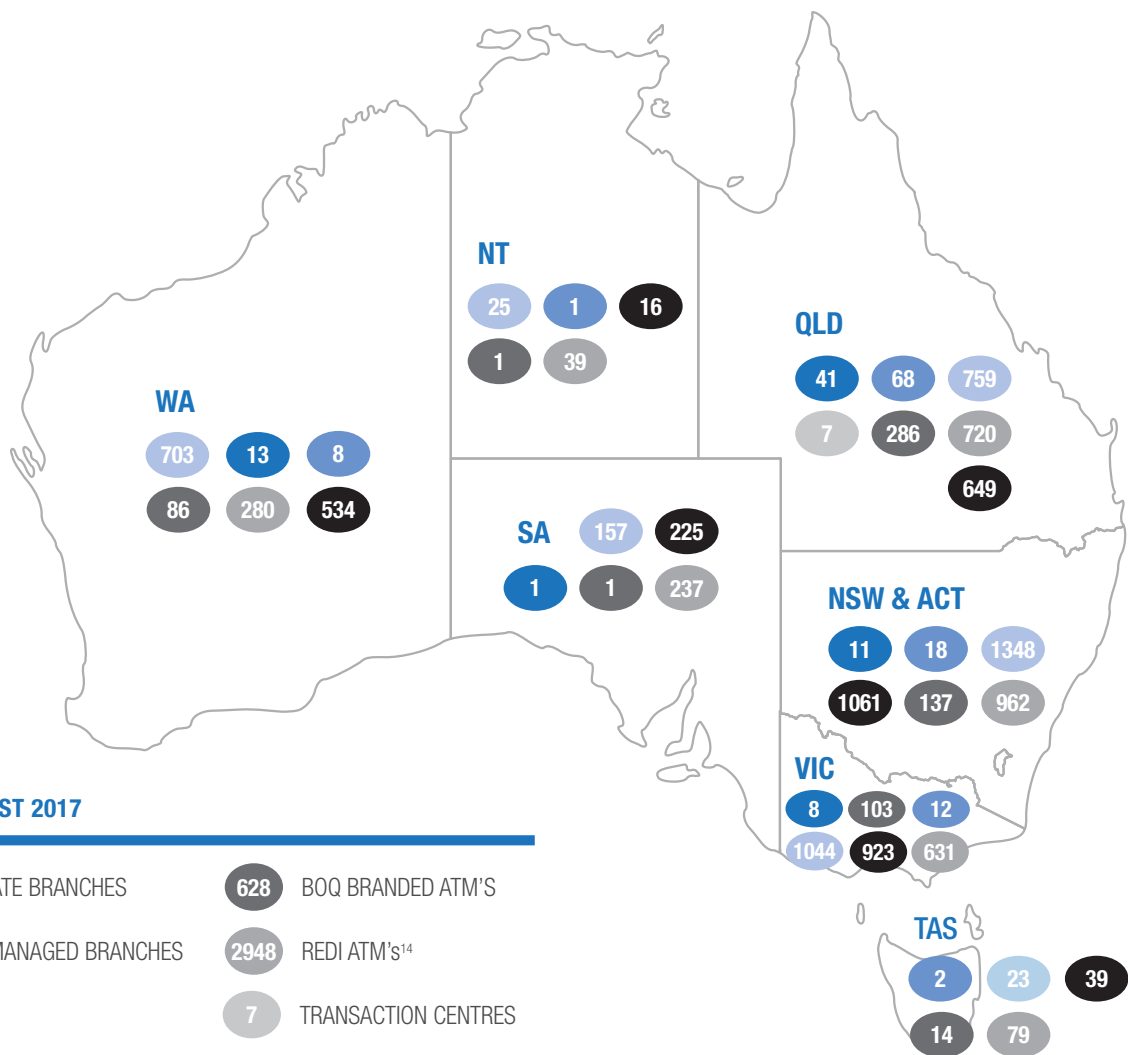 NT
25 1 16
1 39
QLD
41 68 759
7 286 720
649
WA
703 13 8
86 280 534
SA 157 225
1 1 237
NSW & ACT
11 18 1348
1061 137 962
VIC
8 103 12
1044 923 631
TAS
2 23 39
14 79
ST 2017
ATE BRANCHES
628 BOQ BRANDED ATM'S
MANAGED BRANCHES
2948 REDI ATM's¹⁴
7 TRANSACTION CENTRES